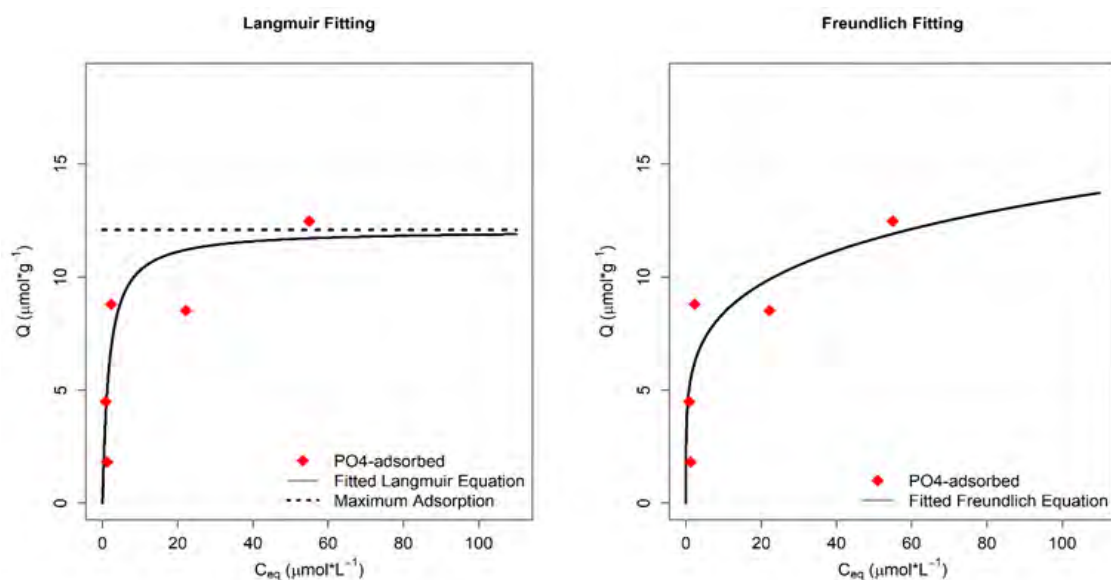 Langmuir Fitting
Q (μmol*g⁻¹)
15
10
5
0
PO4-adsorbed
Fitted Langmuir Equation
Maximum Adsorption
0 20 40 60 80 100
Ceq (μmol*L⁻¹)
Freundlich Fitting
Q (μmol*g⁻¹)
15
10
5
0
PO4-adsorbed
Fitted Freundlich Equation
0 20 40 60 80 100
Ceq (μmol*L⁻¹)